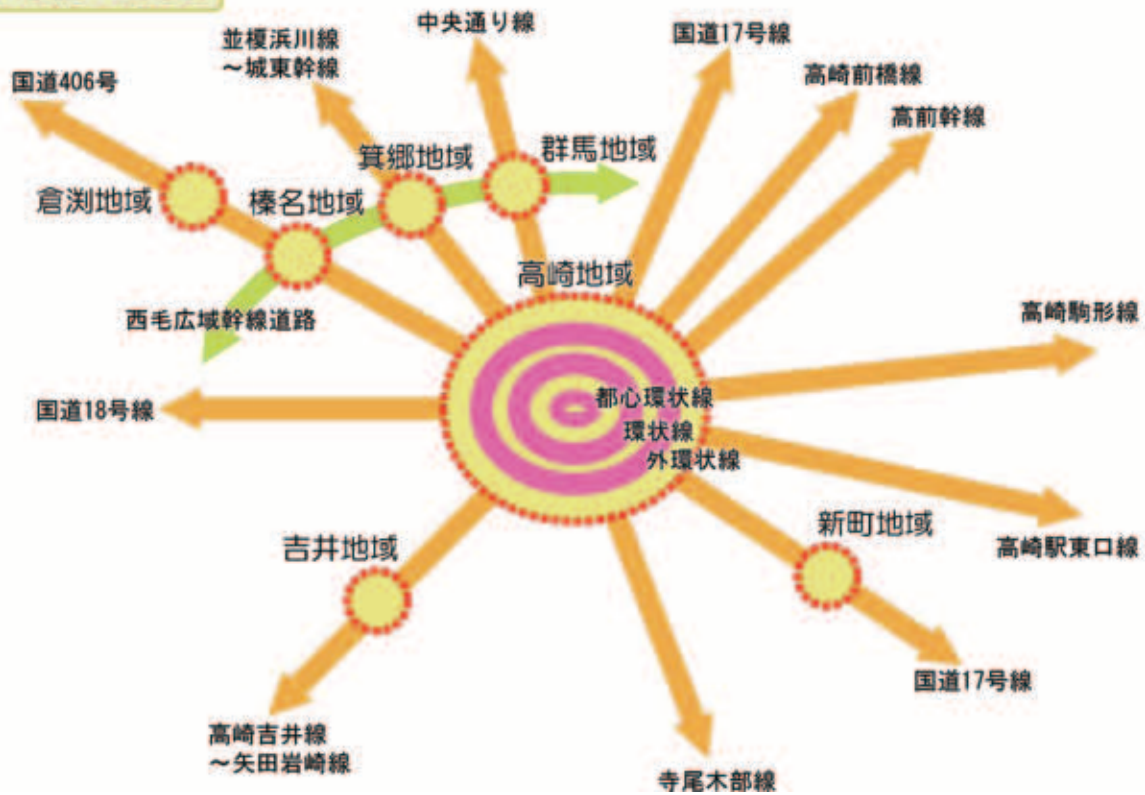 中央通り線
並榎浜川線
～城東幹線
国道17号線
国道406号
高崎前橋線
高前幹線
群馬地域
箕郷地域
倉渕地域
榛名地域
高崎地域
西毛広域幹線道路
高崎駒形線
国道18号線
都心環状線
環状線
外環状線
吉井地域
新町地域
高崎駅東口線
国道17号線
高崎吉井線
～矢田岩崎線
寺尾木部線